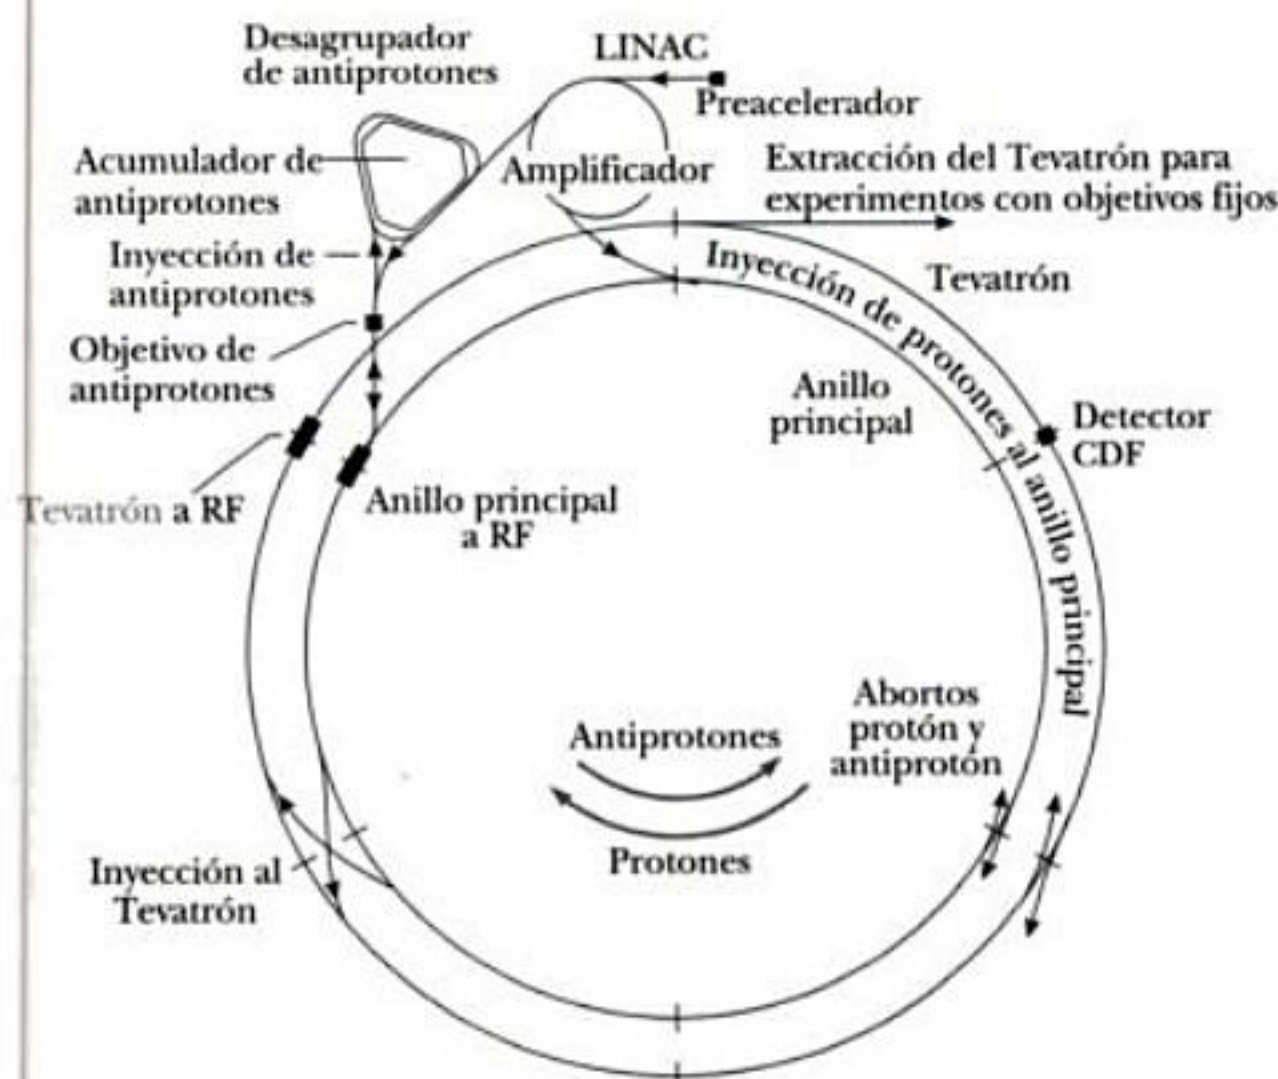 Desagrupador
de antiprotones
LINAC
Preacelerador
Acumulador de
antiprotones
Amplificador
Extracción del Tevatrón para
experimentos con objetivos fijos
Inyección de
antiprotones
Inyección de protones al anillo principal
Tevatrón
Objetivo de
antiprotones
Anillo
principal
Detector
CDF
Tevatrón a RF
Anillo principal
a RF
Abortos
protón y
antiprotón
Antiprotones
Protones
Inyección al
Tevatrón